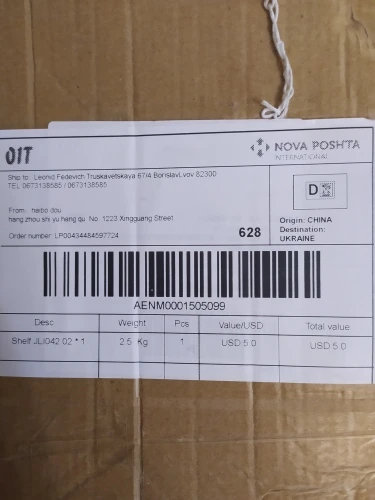 01T
NOVA POSHTA
INTERNATIONAL
Ship to: Leonid Fedevich Truskavetskaya 67/4 BorislavLvov 82300
TEL 0673138585 / 0673138585
D
From: haibo dou
hang zhou shi yu hang qu No. 1223 Xingguang Street
Origin: CHINA
Destination:
UKRAINE
Order number: LP00434484597724
628
AENM0001505099
Desc Weight Pcs Value/USD Total value
Shelf JLI042 02 * 1 2.5 Kg 1 USD 5.0 USD 5.0